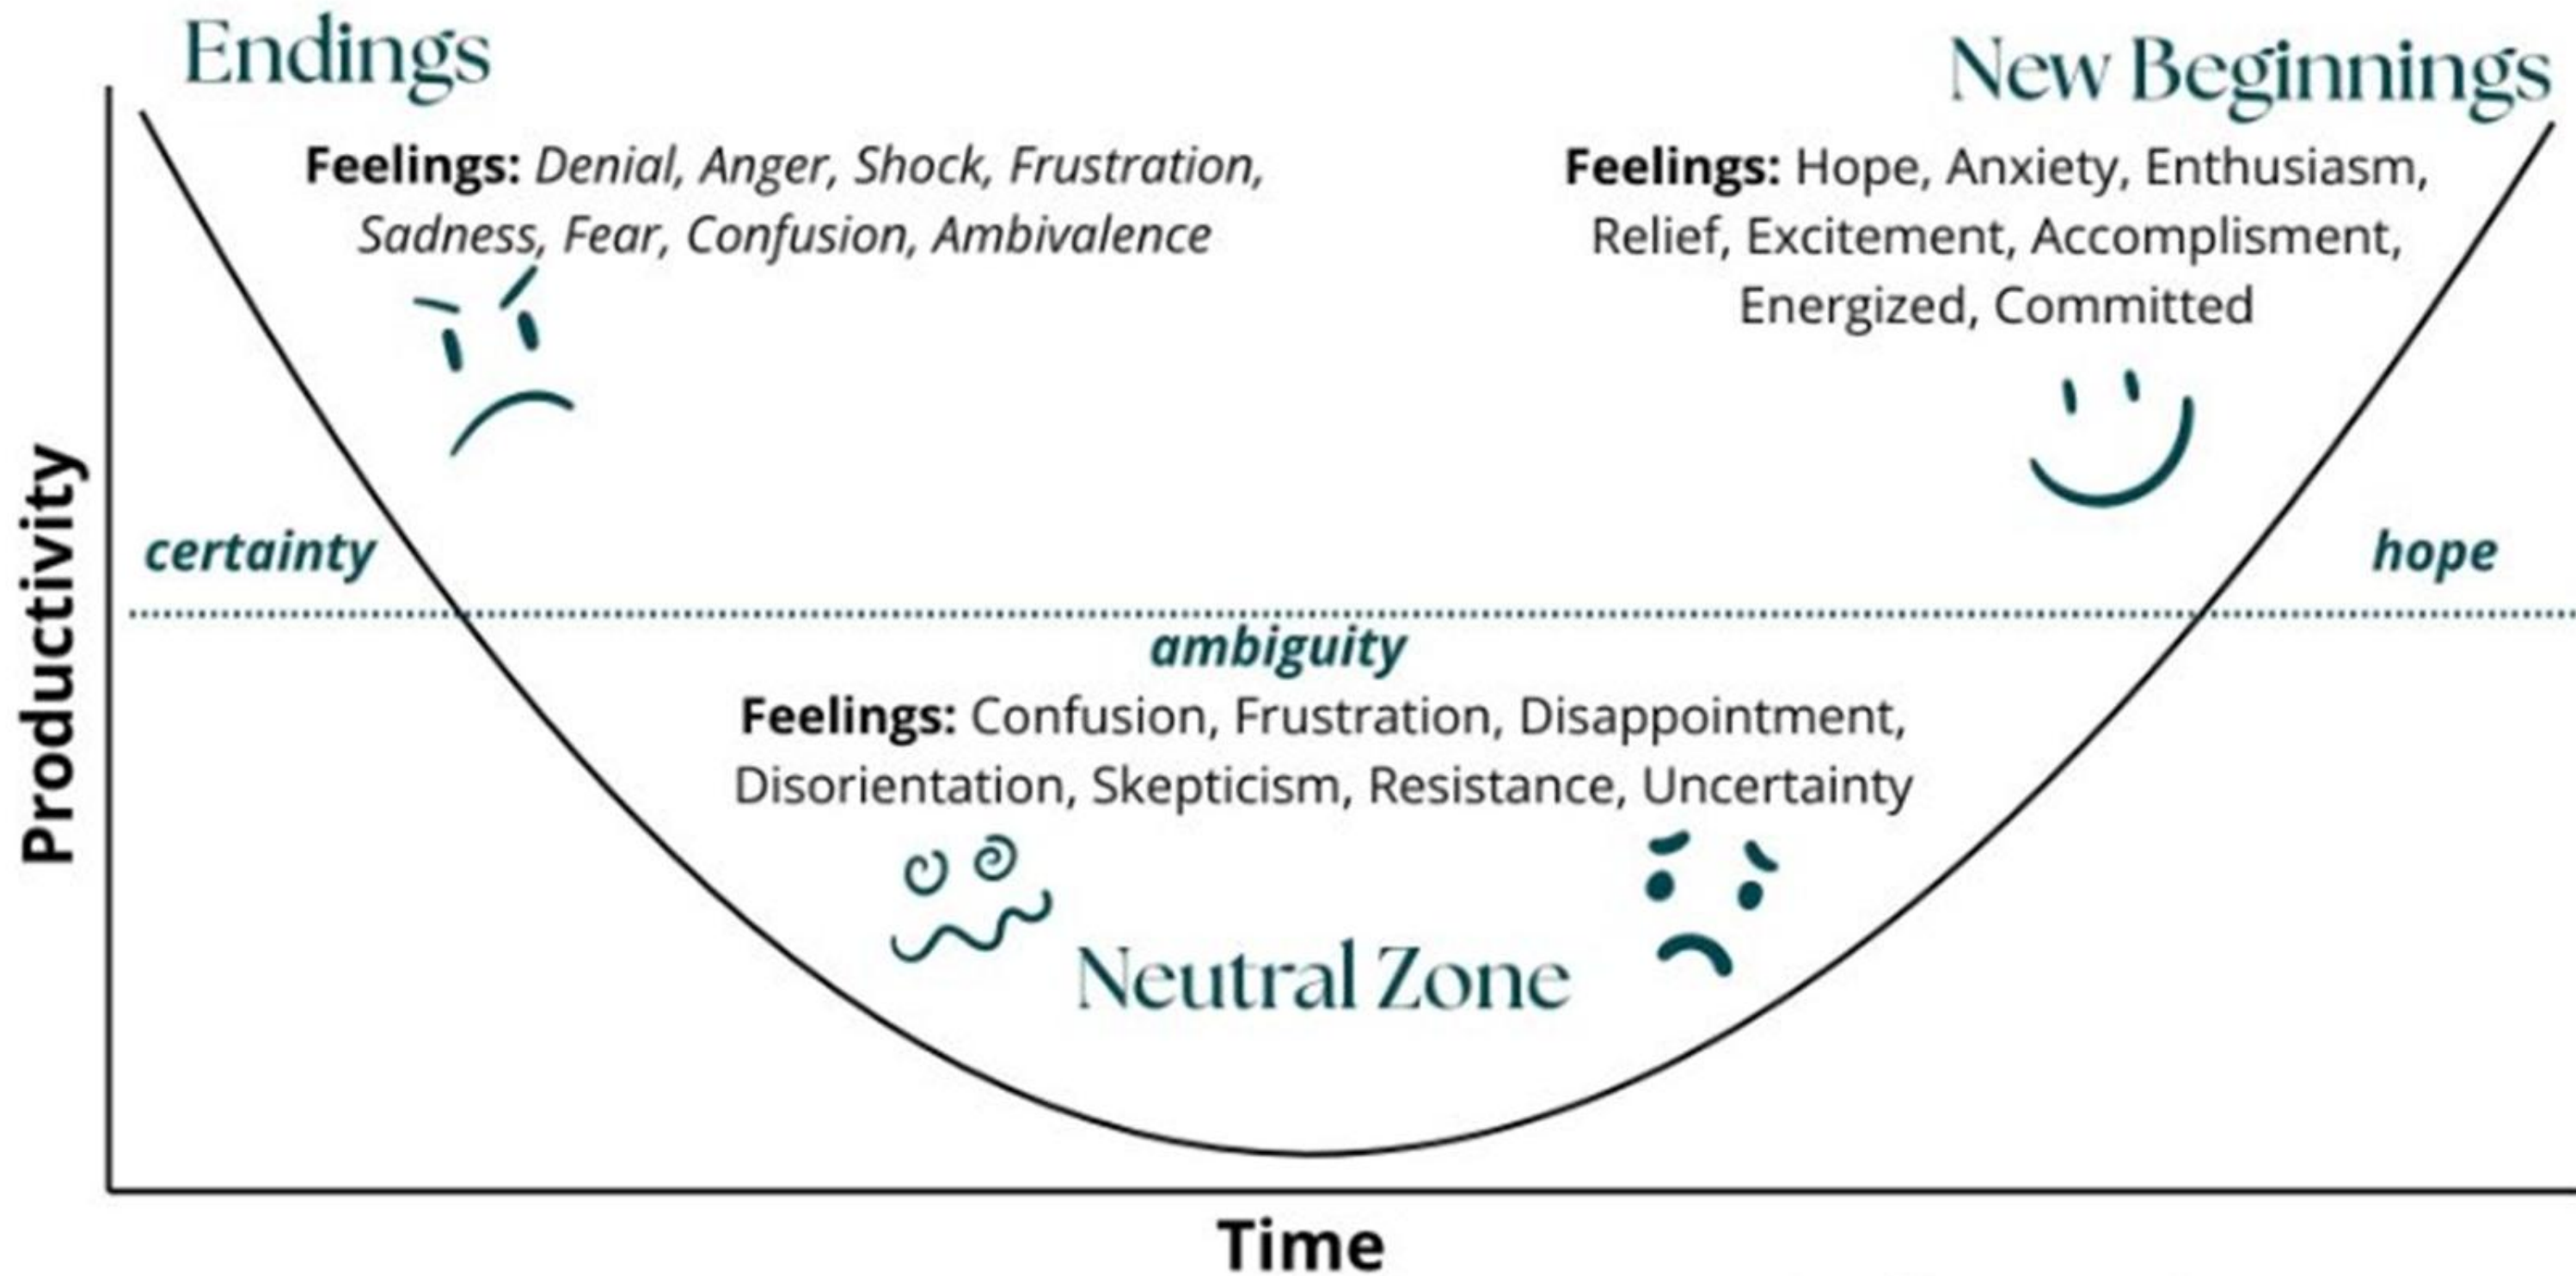 Endings
Feelings: Denial, Anger, Shock, Frustration,
Sadness, Fear, Confusion, Ambivalence
New Beginnings
Feelings: Hope, Anxiety, Enthusiasm,
Relief, Excitement, Accomplisment,
Energized, Committed
Productivity
certainty
hope
ambiguity
Feelings: Confusion, Frustration, Disappointment,
Disorientation, Skepticism, Resistance, Uncertainty
Neutral Zone
Time